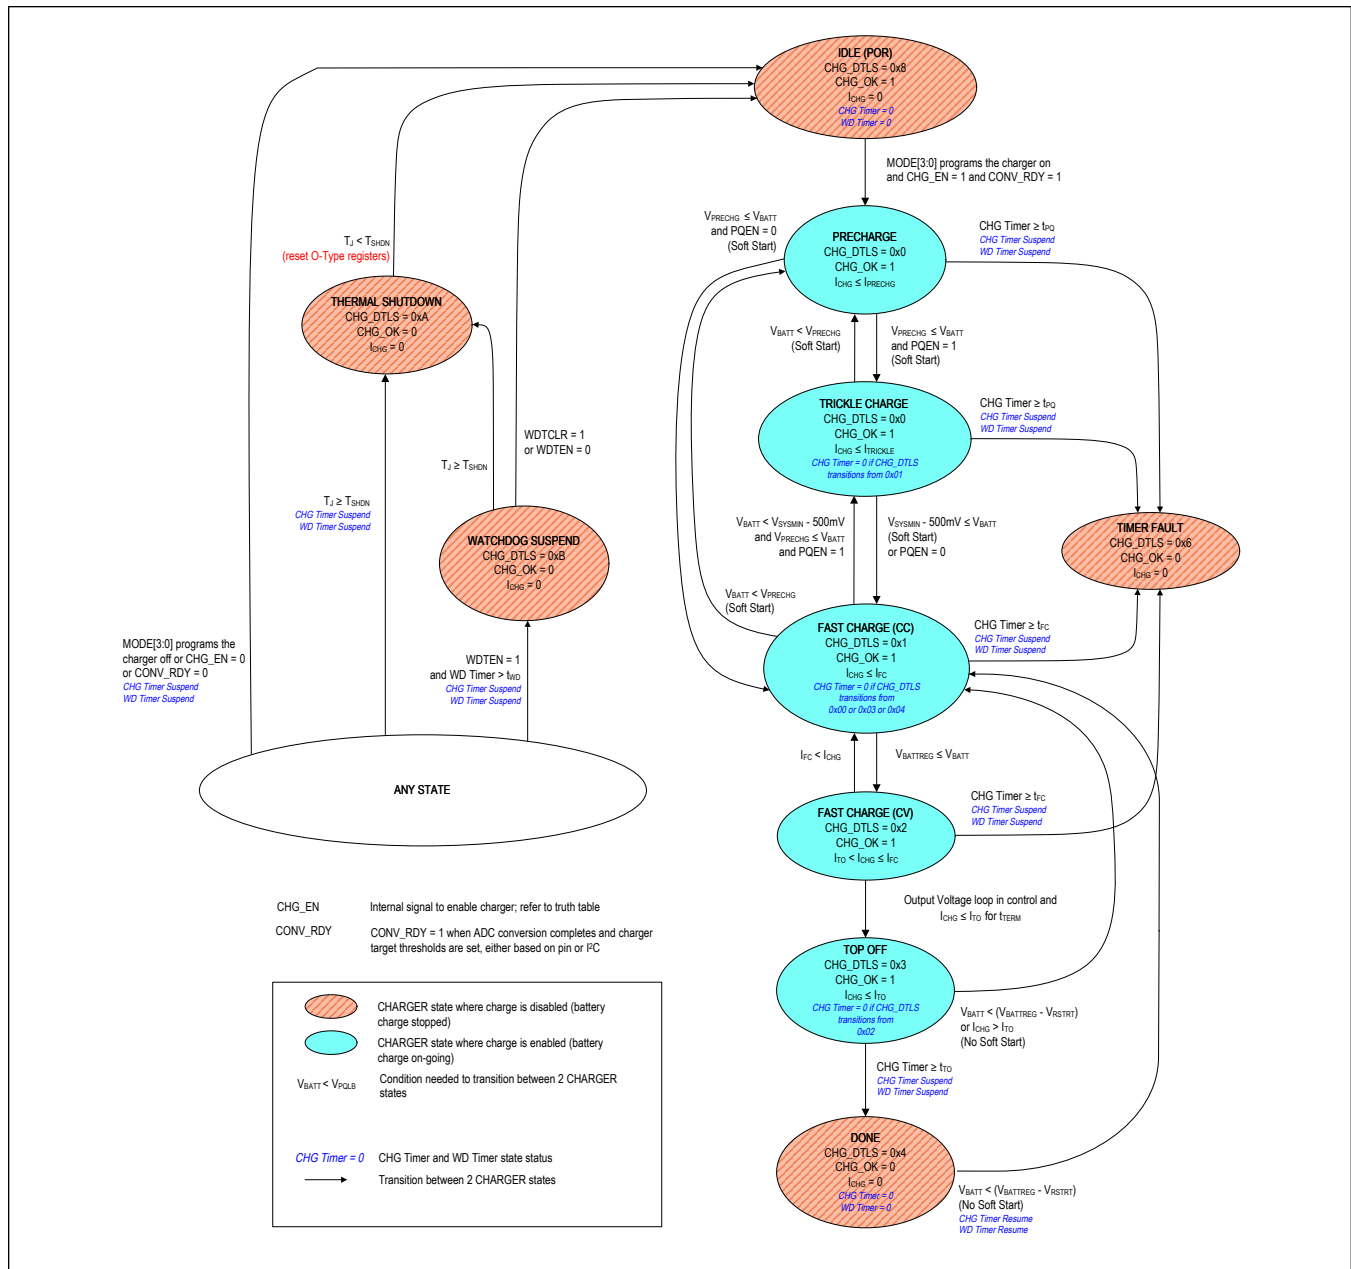 IDLE (POR)
CHG_DTLS = 0x8
CHG_OK = 1
ICHG = 0
CHG Timer = 0
WD Timer = 0
MODE[3:0] programs the charger on
and CHG_EN = 1 and CONV_RDY = 1
VPRECHG ≤ VBATT
and PQEN = 0
(Soft Start)
PRECHARGE
CHG_DTLS = 0x0
CHG_OK = 1
ICHG ≤ IPRECHG
CHG Timer ≥ tPQ
CHG Timer Suspend
WD Timer Suspend
TJ < TSHDN
(reset O-Type registers)
THERMAL SHUTDOWN
CHG_DTLS = 0xA
CHG_OK = 0
ICHG = 0
VBATT < VPRECHG
(Soft Start)
VPRECHG ≤ VBATT
and PQEN = 1
(Soft Start)
TRICKLE CHARGE
CHG_DTLS = 0x0
CHG_OK = 1
ICHG ≤ ITRICKLE
CHG Timer = 0 if CHG_DTLS
transitions from 0x01
CHG Timer ≥ tPQ
CHG Timer Suspend
WD Timer Suspend
WDTCLR = 1
or WDTEN = 0
TJ ≥ TSHDN
TJ ≥ TSHDN
CHG Timer Suspend
WD Timer Suspend
WATCHDOG SUSPEND
CHG_DTLS = 0xB
CHG_OK = 0
ICHG = 0
VBATT < VSYSMIN - 500mV
and VPRECHG ≤ VBATT
and PQEN = 1
VSYSMIN - 500mV ≤ VBATT
(Soft Start)
or PQEN = 0
TIMER FAULT
CHG_DTLS = 0x6
CHG_OK = 0
ICHG = 0
VBATT < VPRECHG
(Soft Start)
FAST CHARGE (CC)
CHG_DTLS = 0x1
CHG_OK = 1
ICHG ≤ IFC
CHG Timer = 0 if CHG_DTLS
transitions from
0x00 or 0x03 or 0x04
CHG Timer ≥ tFC
CHG Timer Suspend
WD Timer Suspend
MODE[3:0] programs the
charger off or CHG_EN = 0
or CONV_RDY = 0
CHG Timer Suspend
WD Timer Suspend
WDTEN = 1
and WD Timer > tWD
CHG Timer Suspend
WD Timer Suspend
IFC < ICHG
VBATTREG ≤ VBATT
ANY STATE
FAST CHARGE (CV)
CHG_DTLS = 0x2
CHG_OK = 1
ITO < ICHG ≤ IFC
CHG Timer ≥ tFC
CHG Timer Suspend
WD Timer Suspend
Output Voltage loop in control and
ICHG ≤ ITO for tTERM
CHG_EN Internal signal to enable charger; refer to truth table
CONV_RDY CONV_RDY = 1 when ADC conversion completes and charger
target thresholds are set, either based on pin or I²C
TOP OFF
CHG_DTLS = 0x3
CHG_OK = 1
ICHG ≤ ITO
CHG Timer = 0 if CHG_DTLS
transitions from
0x02
VBATT < (VBATTREG - VRSTRT)
or ICHG > ITO
(No Soft Start)
CHG Timer ≥ tTO
CHG Timer Suspend
WD Timer Suspend
CHARGER state where charge is disabled (battery
charge stopped)
CHARGER state where charge is enabled (battery
charge on-going)
VBATT < VPQLB Condition needed to transition between 2 CHARGER
states
CHG Timer = 0 CHG Timer and WD Timer state status
Transition between 2 CHARGER states
DONE
CHG_DTLS = 0x4
CHG_OK = 0
ICHG = 0
CHG Timer = 0
WD Timer = 0
VBATT < (VBATTREG - VRSTRT)
(No Soft Start)
CHG Timer Resume
WD Timer Resume